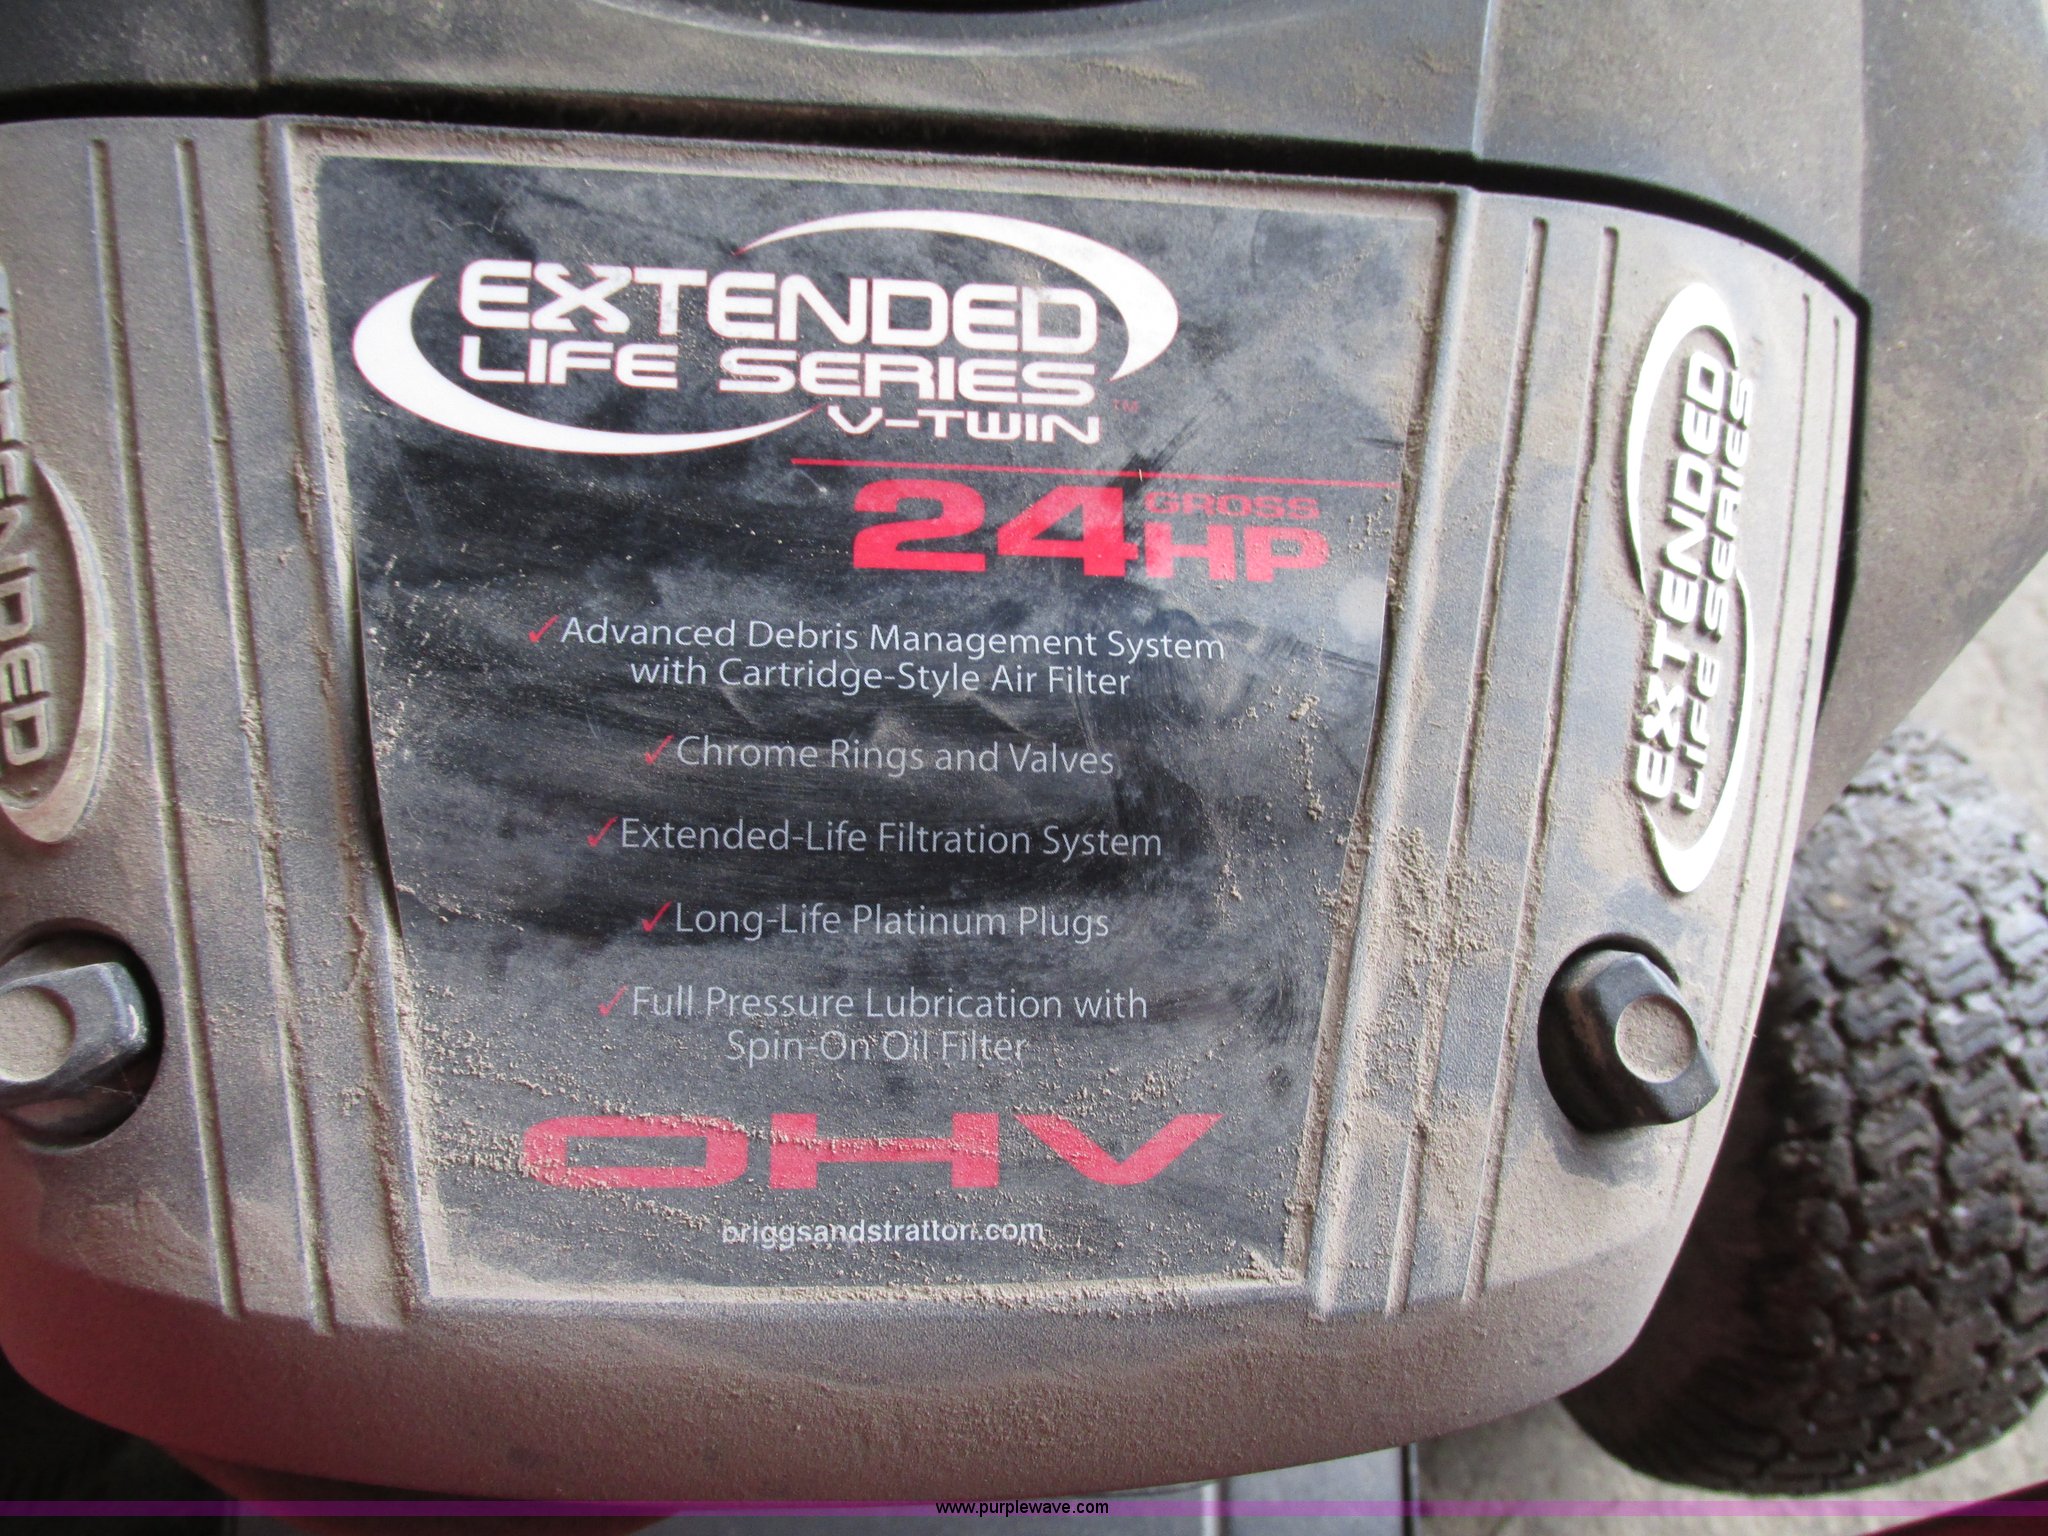 EXTENDED
LIFE SERIES
V-TWIN
™
24 GROSS HP
✓Advanced Debris Management System
with Cartridge-Style Air Filter
✓Chrome Rings and Valves
✓Extended-Life Filtration System
✓Long-Life Platinum Plugs
✓Full Pressure Lubrication with
Spin-On Oil Filter
OHV
briggsandstratton.com
EXTENDED
LIFE SERIES
EXTENDED
www.purplewave.com